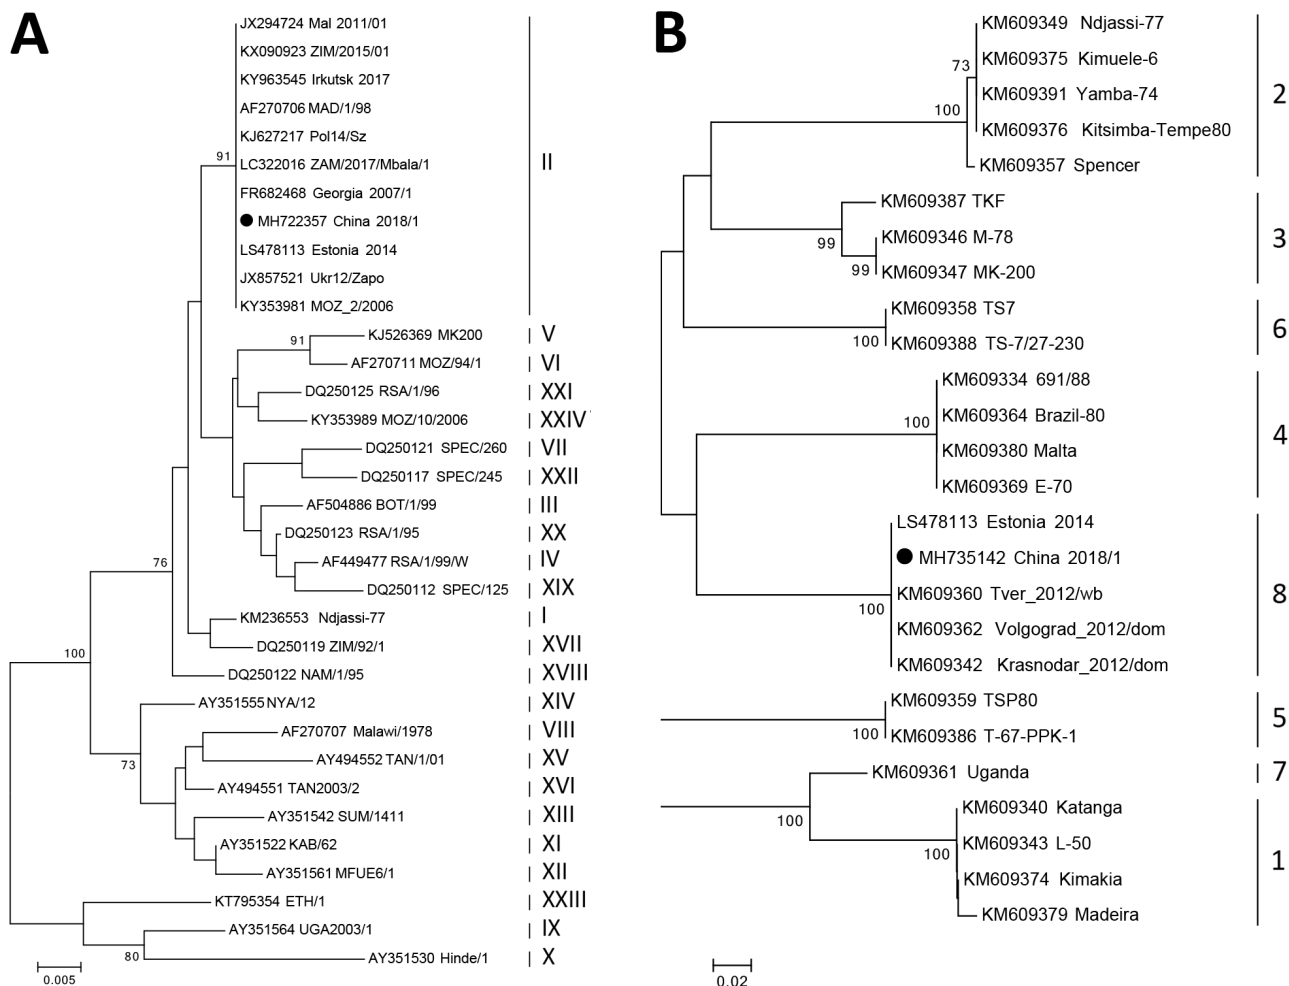 A
JX294724 Mal 2011/01
KX090923 ZIM/2015/01
KY963545 Irkutsk 2017
AF270706 MAD/1/98
KJ627217 Pol14/Sz
91
LC322016 ZAM/2017/Mbala/1
II
FR682468 Georgia 2007/1
MH722357 China 2018/1
LS478113 Estonia 2014
JX857521 Ukr12/Zapo
KY353981 MOZ_2/2006
KJ526369 MK200
V
91
AF270711 MOZ/94/1
VI
DQ250125 RSA/1/96
XXI
KY353989 MOZ/10/2006
XXIV
DQ250121 SPEC/260
VII
DQ250117 SPEC/245
XXII
AF504886 BOT/1/99
III
DQ250123 RSA/1/95
XX
76
AF449477 RSA/1/99/W
IV
DQ250112 SPEC/125
XIX
KM236553 Ndjassi-77
I
DQ250119 ZIM/92/1
XVII
100
DQ250122 NAM/1/95
XVIII
AY351555 NYA/12
XIV
AF270707 Malawi/1978
VIII
73
AY494552 TAN/1/01
XV
AY494551 TAN2003/2
XVI
AY351542 SUM/1411
XIII
AY351522 KAB/62
XI
AY351561 MFUE6/1
XII
KT795354 ETH/1
XXIII
AY351564 UGA2003/1
IX
80
AY351530 Hinde/1
X
0.005
B
KM609349 Ndjassi-77
73
KM609375 Kimuele-6
KM609391 Yamba-74
2
100
KM609376 Kitsimba-Tempe80
KM609357 Spencer
KM609387 TKF
99
KM609346 M-78
3
99
KM609347 MK-200
KM609358 TS7
6
100
KM609388 TS-7/27-230
KM609334 691/88
KM609364 Brazil-80
100
4
KM609380 Malta
KM609369 E-70
LS478113 Estonia 2014
MH735142 China 2018/1
KM609360 Tver_2012/wb
8
100
KM609362 Volgograd_2012/dom
KM609342 Krasnodar_2012/dom
KM609359 TSP80
5
100
KM609386 T-67-PPK-1
KM609361 Uganda
7
KM609340 Katanga
100
KM609343 L-50
100
1
KM609374 Kimakia
KM609379 Madeira
0.02